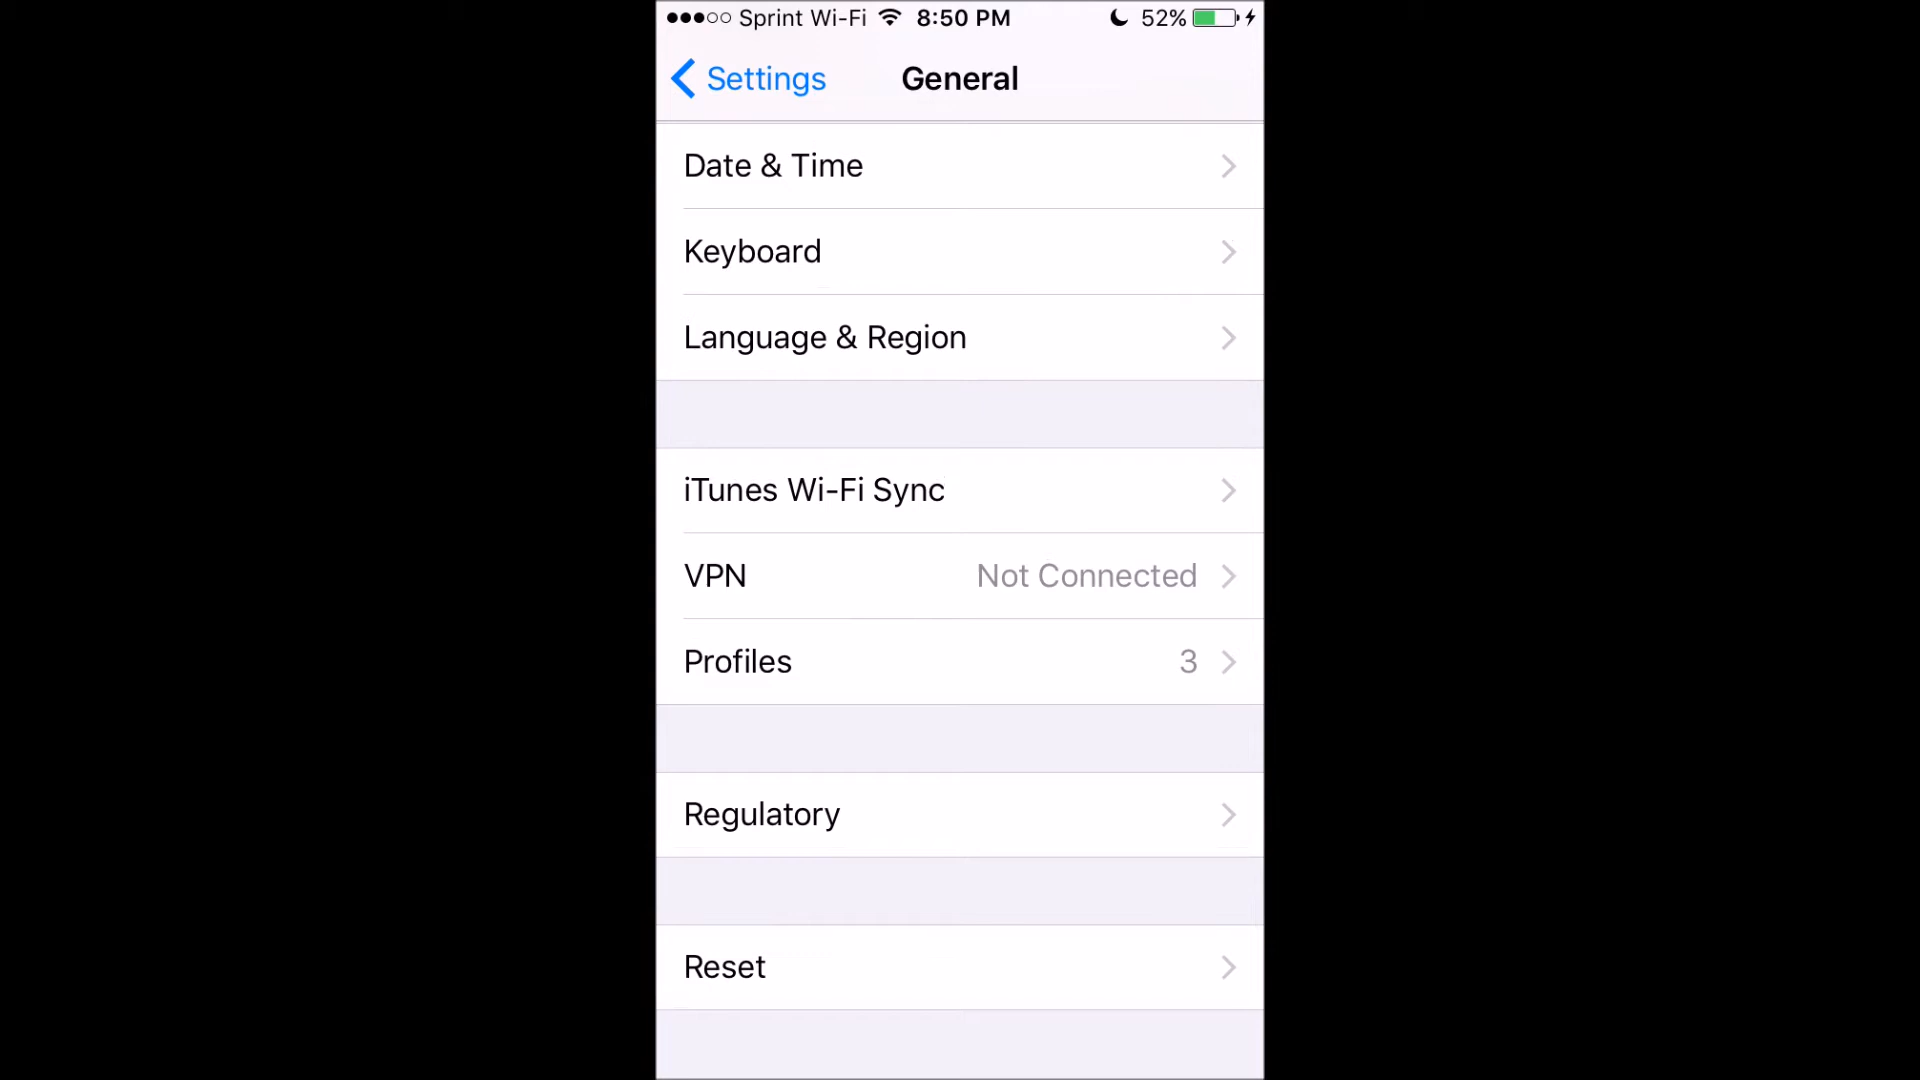 Sprint Wi-Fi 8:50 PM 52%
Settings General
Date & Time
Keyboard
Language & Region
iTunes Wi-Fi Sync
VPN Not Connected
Profiles 3
Regulatory
Reset